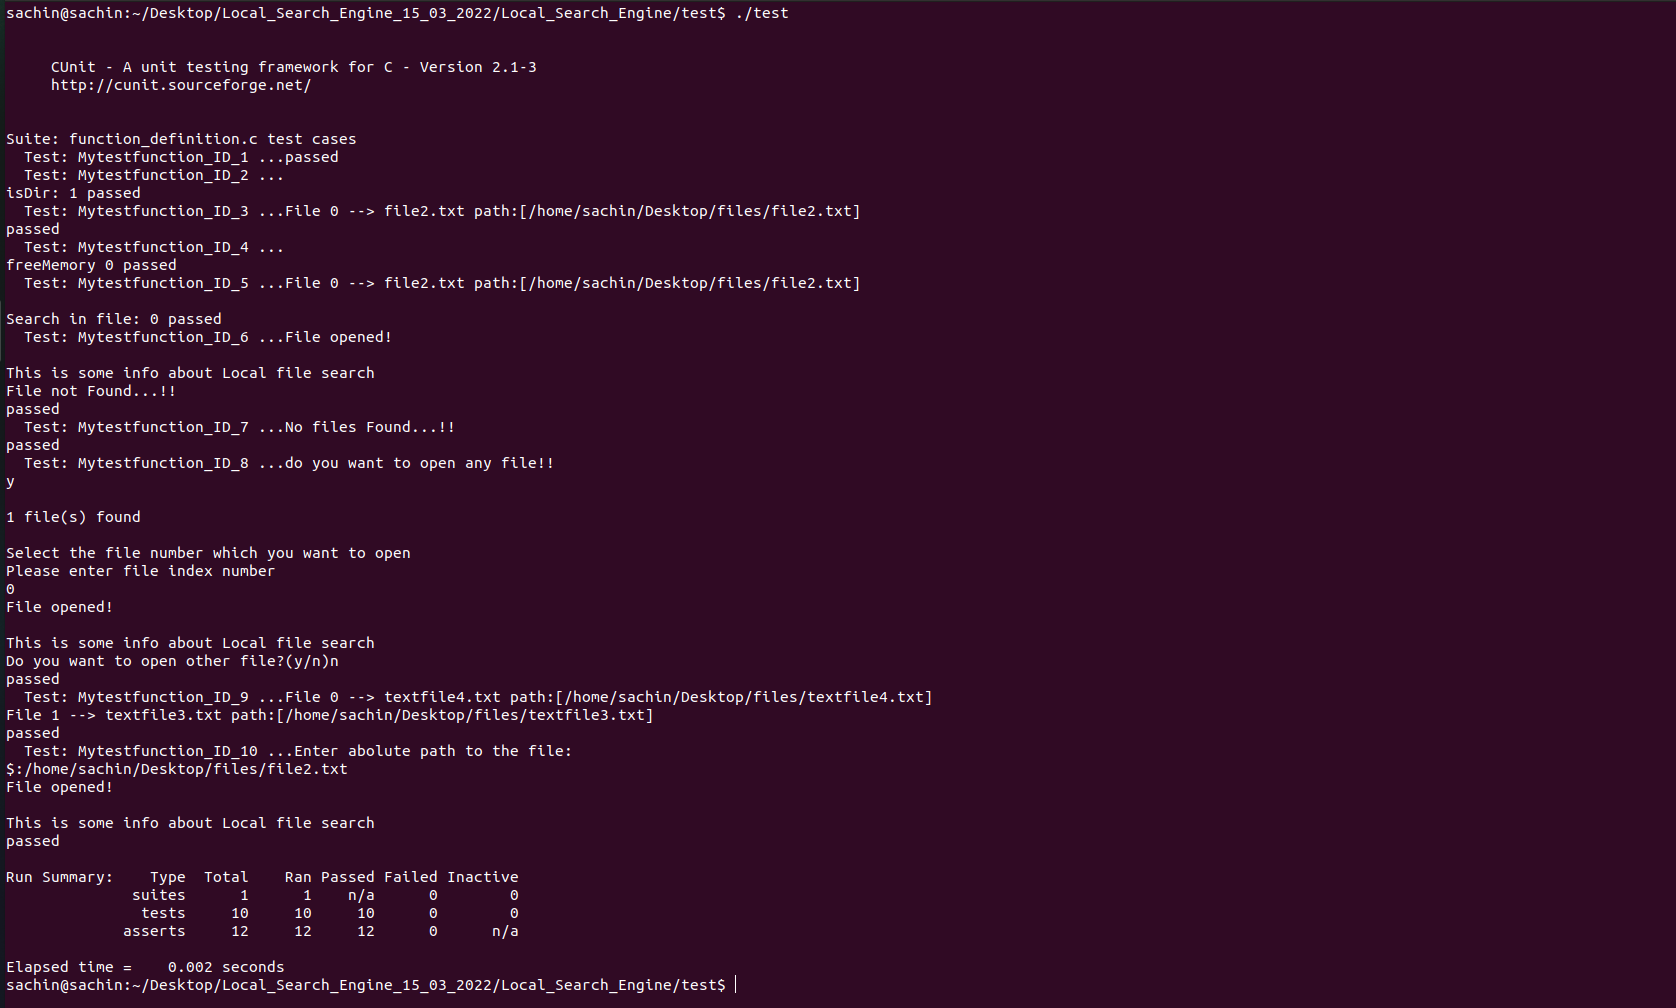 sachin@sachin:~/Desktop/Local_Search_Engine_15_03_2022/Local_Search_Engine/test$ ./test
CUnit - A unit testing framework for C - Version 2.1-3
http://cunit.sourceforge.net/
Suite: function_definition.c test cases
Test: Mytestfunction_ID_1 ...passed
Test: Mytestfunction_ID_2 ...
isDir: 1 passed
Test: Mytestfunction_ID_3 ...File 0 --> file2.txt path:[/home/sachin/Desktop/files/file2.txt]
passed
Test: Mytestfunction_ID_4 ...
freeMemory 0 passed
Test: Mytestfunction_ID_5 ...File 0 --> file2.txt path:[/home/sachin/Desktop/files/file2.txt]
Search in file: 0 passed
Test: Mytestfunction_ID_6 ...File opened!
This is some info about Local file search
File not Found...!!
passed
Test: Mytestfunction_ID_7 ...No files Found...!!
passed
Test: Mytestfunction_ID_8 ...do you want to open any file!!
y
1 file(s) found
Select the file number which you want to open
Please enter file index number
0
File opened!
This is some info about Local file search
Do you want to open other file?(y/n)n
passed
Test: Mytestfunction_ID_9 ...File 0 --> textfile4.txt path:[/home/sachin/Desktop/files/textfile4.txt]
File 1 --> textfile3.txt path:[/home/sachin/Desktop/files/textfile3.txt]
passed
Test: Mytestfunction_ID_10 ...Enter abolute path to the file:
$:/home/sachin/Desktop/files/file2.txt
File opened!
This is some info about Local file search
passed
Run Summary: Type Total Ran Passed Failed Inactive
suites 1 1 n/a 0 0
tests 10 10 10 0 0
asserts 12 12 12 0 n/a
Elapsed time = 0.002 seconds
sachin@sachin:~/Desktop/Local_Search_Engine_15_03_2022/Local_Search_Engine/test$